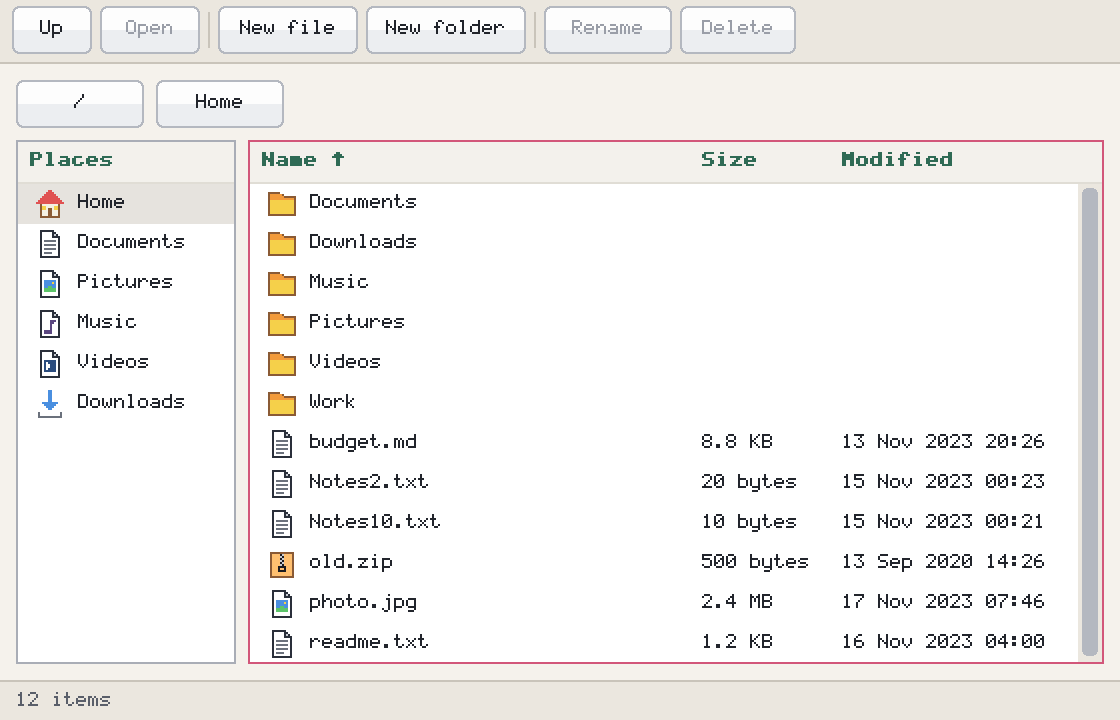 Up Open New file New folder Rename Delete
/ Home
Places
Home
Documents
Pictures
Music
Videos
Downloads
Name ↑ Size Modified
Documents
Downloads
Music
Pictures
Videos
Work
budget.md 8.8 KB 13 Nov 2023 20:26
Notes2.txt 20 bytes 15 Nov 2023 00:23
Notes10.txt 10 bytes 15 Nov 2023 00:21
old.zip 500 bytes 13 Sep 2020 14:26
photo.jpg 2.4 MB 17 Nov 2023 07:46
readme.txt 1.2 KB 16 Nov 2023 04:00
12 items